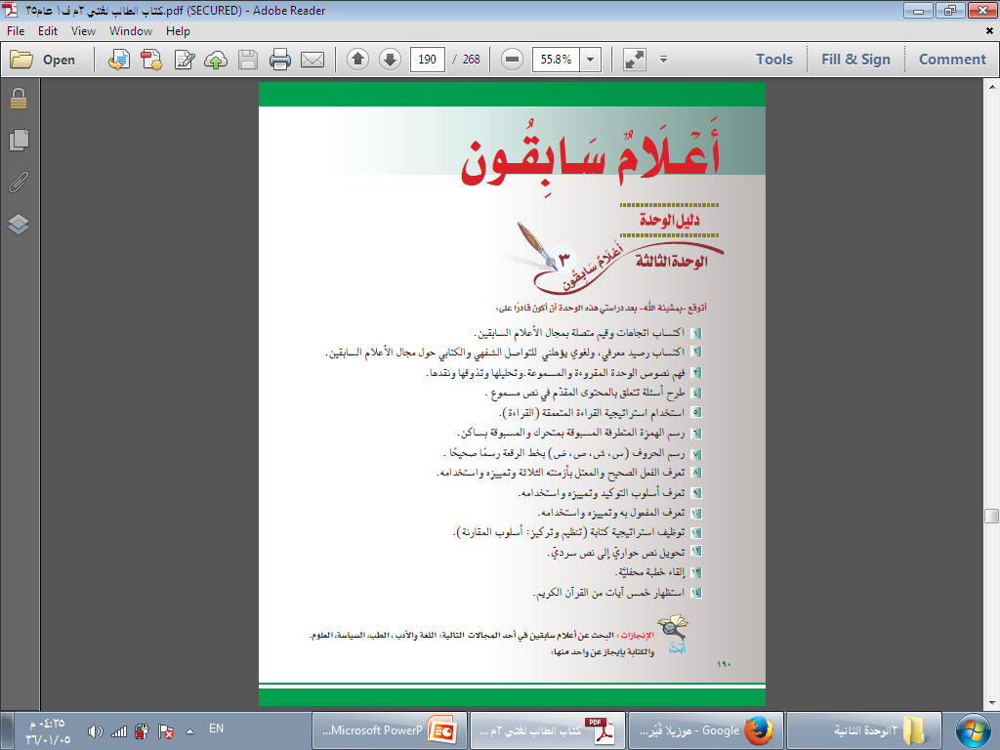 كتاب الطالب لغتي ٢م ف١ عام٣٥.pdf (SECURED) - Adobe Reader
File Edit View Window Help
Open 190 / 268 55.8% Tools Fill & Sign Comment
أَعْلَامٌ سَابِقُون
دليل الوحدة
الوحدة الثالثة ٣ أَعْلَامٌ سَابِقُون
أتوقع -بمشيئة الله- بعد دراستي هذه الوحدة أن أكون قادرًا على:
١ اكتساب اتجاهات وقيم متصلة بمجال الأعلام السابقين.
٢ اكتساب رصيد معرفي، ولغوي يؤهلني للتواصل الشفهي والكتابي حول مجال الأعلام السابقين.
٣ فهم نصوص الوحدة المقروءة والمسموعة.وتحليلها وتذوقها ونقدها.
٤ طرح أسئلة تتعلق بالمحتوى المقدّم في نص مسموع .
٥ استخدام استراتيجية القراءة المتعمقة (القراءة).
٦ رسم الهمزة المتطرفة المسبوقة بمتحرك والمسبوقة بساكن.
٧ رسم الحروف (س، ش، ص، ض) بخط الرقعة رسمًا صحيحًا .
٨ تعرف الفعل الصحيح والمعتل بأزمنته الثلاثة وتمييزه واستخدامه.
٩ تعرف أسلوب التوكيد وتمييزه واستخدامه.
١٠ تعرف المفعول به وتمييزه واستخدامه.
١١ توظيف استراتيجية كتابة (تنظيم وتركيز: أسلوب المقارنة).
١٢ تحويل نص حواريّ إلى نص سرديّ.
١٣ إلقاء خطبة محفليّة.
١٤ استظهار خمس آيات من القرآن الكريم.
أبحث
الإنجازات : البحث عن أعلام سابقين في أحد المجالات التالية: اللغة والأدب، الطب، السياسة، العلوم.
والكتابة بإيجاز عن واحد منها:
١٩٠
٠٤:٢٥ م
٣٦/٠١/٠٥
EN
Microsoft PowerP...
كتاب الطالب لغتي ٢م ...
Google - موزيلا فَيَر...
٢الوحدة الثانية